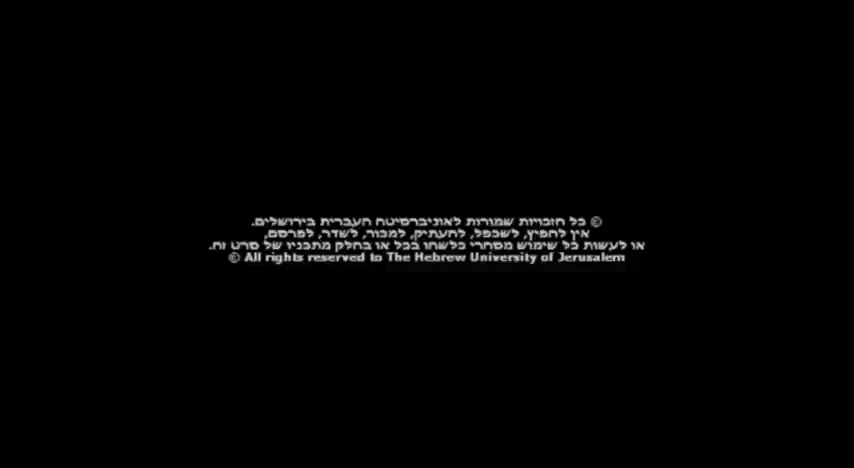 © כל הזכויות שמורות לאוניברסיטה העברית בירושלים.
אין להפיץ, לשכפל, להעתיק, למכור, לשדר, לפרסם,
או לעשות כל שימוש מסחרי כלשהו בכל או בחלק מתכניו של סרט זה.
© All rights reserved to The Hebrew University of Jerusalem